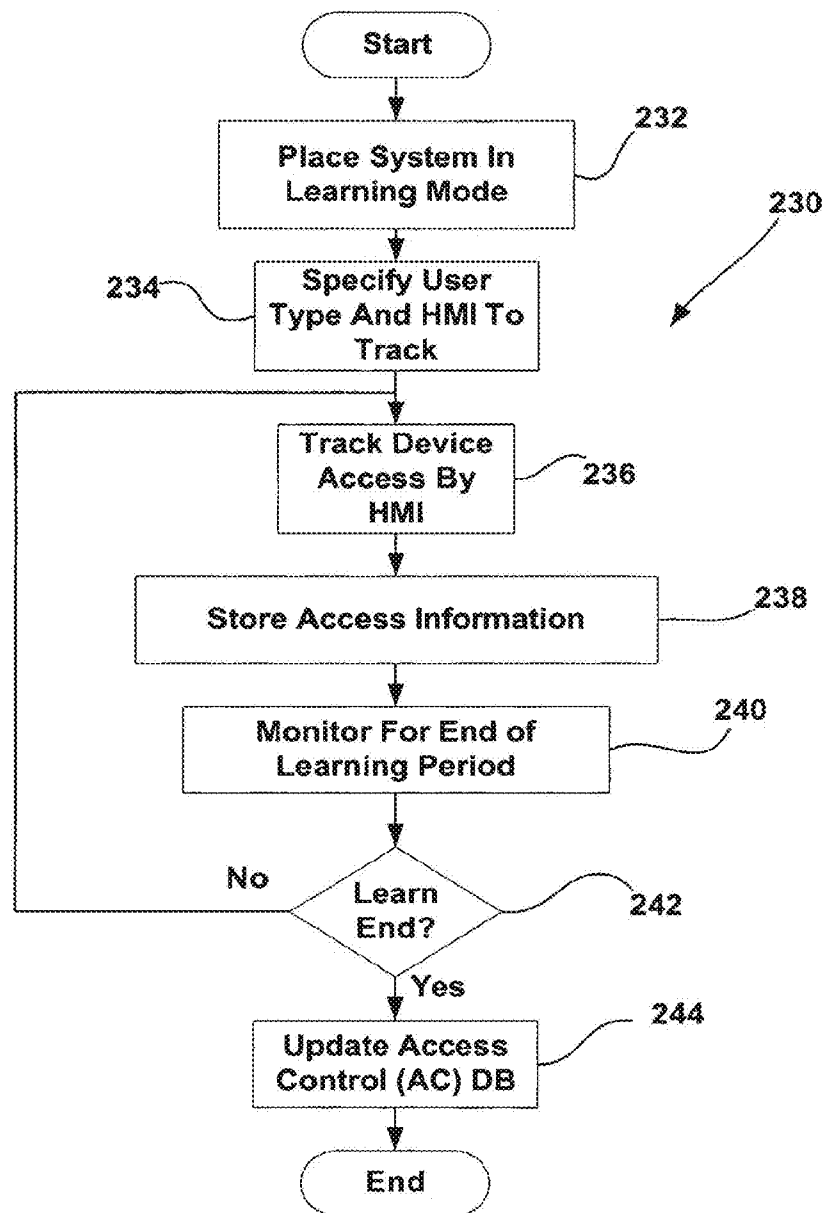 Start
232
Place System In
Learning Mode
230
234
Specify User
Type And HMI To
Track
Track Device
Access By
HMI
236
Store Access Information
238
240
Monitor For End of
Learning Period
No
Learn
End?
242
Yes
244
Update Access
Control (AC) DB
End